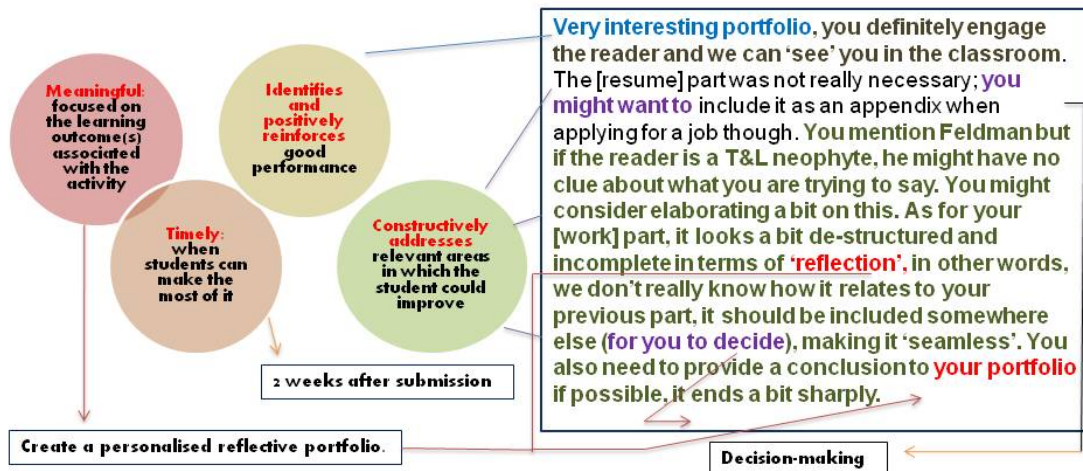 Meaningful:
focused on
the learning
outcome(s)
associated
with the
activity
Identifies
and
positively
reinforces
good
performance
Timely:
when
students can
make the
most of it
Constructively
addresses
relevant areas
in which the
student could
improve
2 weeks after submission
Create a personalised reflective portfolio.
Very interesting portfolio, you definitely engage
the reader and we can ‘see’ you in the classroom.
The [resume] part was not really necessary; you
might want to include it as an appendix when
applying for a job though. You mention Feldman but
if the reader is a T&L neophyte, he might have no
clue about what you are trying to say. You might
consider elaborating a bit on this. As for your
[work] part, it looks a bit de-structured and
incomplete in terms of ‘reflection’, in other words,
we don’t really know how it relates to your
previous part, it should be included somewhere
else (for you to decide), making it ‘seamless’. You
also need to provide a conclusion to your portfolio
if possible, it ends a bit sharply.
Decision-making